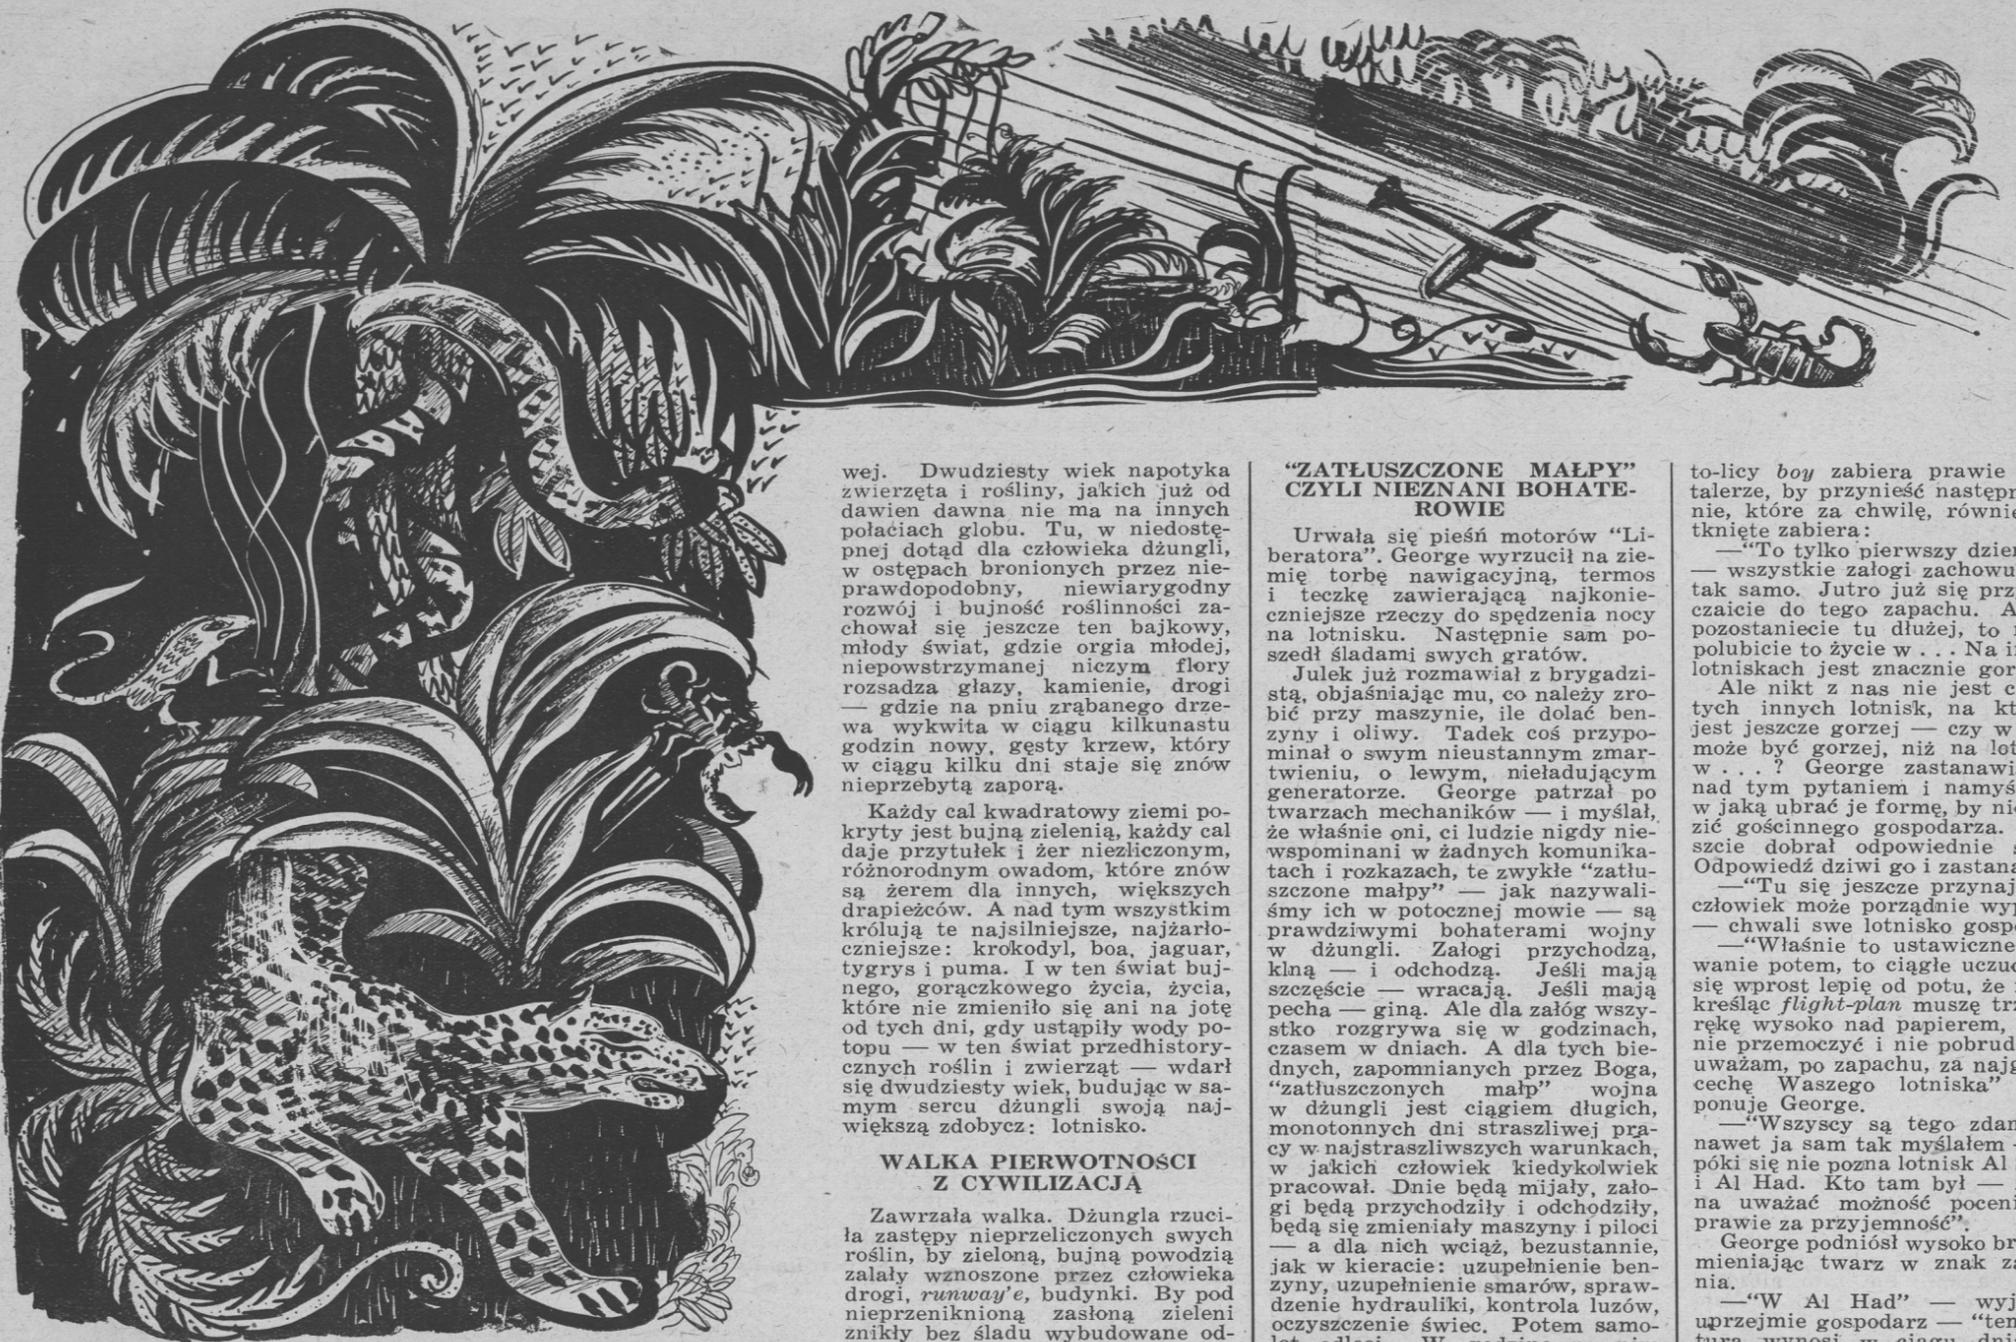 wej. Dwudziesty wiek napotyka
zwierzęta i rośliny, jakich już od
dawien dawna nie ma na innych
połaciach globu. Tu, w niedostę-
pnej dotąd dla człowieka dżungli,
w ostępach bronionych przez nie-
prawdopodobny, niewiarygodny
rozwój i bujność roślinności za-
chował się jeszcze ten bajkowy,
młody świat, gdzie orgia młodej,
niepowstrzymanej niczym flory
rozsadza głazy, kamienie, drogi
— gdzie na pniu zrąbanego drze-
wa wykwita w ciągu kilkunastu
godzin nowy, gęsty krzew, który
w ciągu kilku dni staje się znów
nieprzebytą zaporą.
Każdy cal kwadratowy ziemi po-
kryty jest bujną zielenią, każdy cal
daje przytułek i żer niezliczonym,
różnorodnym owadom, które znów
są żerem dla innych, większych
drapieżców. A nad tym wszystkim
królują te najsilniejsze, najżarło-
czniejsze: krokodyl, boa, jaguar,
tygrys i puma. I w ten świat buj-
nego, gorączkowego życia, życia,
które nie zmieniło się ani na jotę
od tych dni, gdy ustąpiły wody po-
topu — w ten świat przedhistory-
cznych roślin i zwierząt — wdarł
się dwudziesty wiek, budując w sa-
mym sercu dżungli swoją naj-
większą zdobycz: lotnisko.
WALKA PIERWOTNOŚCI
Z CYWILIZACJĄ
Zawrzała walka. Dżungla rzuci-
ła zastępy nieprzeliczonych swych
roślin, by zieloną, bujną powodzią
zalały wznoszone przez człowieka
drogi, runway'e, budynki. By pod
nieprzeniknioną zasłoną zieleni
znikły bez śladu wybudowane od-
"ZATŁUSZCZONE MAŁPY"
CZYLI NIEZNANI BOHATE-
ROWIE
Urwała się pieśń motorów "Li-
beratora". George wyrzucił na zie-
mię torbę nawigacyjną, termos
i teczkę zawierającą najkonie-
czniejsze rzeczy do spędzenia nocy
na lotnisku. Następnie sam po-
szedł śladami swych gratów.
Julek już rozmawiał z brygadzi-
stą, objaśniając mu, co należy zro-
bić przy maszynie, ile dolać ben-
zyny i oliwy. Tadek coś przypo-
minał o swym nieustannym zmar-
twieniu, o lewym, nieładującym
generatorze. George patrzał po
twarzach mechaników — i myślał,
że właśnie oni, ci ludzie nigdy nie-
wspominani w żadnych komunika-
tach i rozkazach, te zwykłe "zatłu-
szczone małpy" — jak nazywali-
śmy ich w potocznej mowie — są
prawdziwymi bohaterami wojny
w dżungli. Załogi przychodzą,
klną — i odchodzą. Jeśli mają
szczęście — wracają. Jeśli mają
pecha — giną. Ale dla załóg wszy-
stko rozgrywa się w godzinach,
czasem w dniach. A dla tych bie-
dnych, zapomnianych przez Boga,
"zatłuszczonych małp" wojna
w dżungli jest ciągiem długich,
monotonnych dni straszliwej pra-
cy w najstraszliwszych warunkach,
w jakich człowiek kiedykolwiek
pracował. Dnie będą mijały, zało-
gi będą przychodziły i odchodziły,
będą się zmieniały maszyny i piloci
— a dla nich wciąż, bezustannie,
jak w kieracie: uzupełnienie ben-
zyny, uzupełnienie smarów, spraw-
dzenie hydrauliki, kontrola luzów,
oczyszczenie świec. Potem samo-
to-licy boy zabiera prawie
talerze, by przynieść następn
nie, które za chwilę, równie
tknięte zabiera:
—"To tylko pierwszy dzień
— wszystkie załogi zachowu
tak samo. Jutro już się prz
czaicie do tego zapachu. A
pozostaniecie tu dłużej, to
polubicie to życie w . . . Na i
lotniskach jest znacznie gor
Ale nikt z nas nie jest c
tych innych lotnisk, na kt
jest jeszcze gorzej — czy w
może być gorzej, niż na lot
w . . . ? George zastanawi
nad tym pytaniem i namyś
w jaką ubrać je formę, by ni
zić gościnnego gospodarza.
szcie dobrał odpowiednie
Odpowiedź dziwi go i zastana
—"Tu się jeszcze przynaj
człowiek może porządnie wyp
— chwali swe lotnisko gosp
—"Właśnie to ustawiczne
wanie potem, to ciągłe uczuc
się wprost lepię od potu, że
kreśląc flight-plan muszę tr
rękę wysoko nad papierem,
nie przemoczyć i nie pobrud
uważam, po zapachu, za najg
cechę Waszego lotniska"
ponuje George.
—"Wszyscy są tego zdan
nawet ja sam tak myślałem
póki się nie pozna lotnisk Al
i Al Had. Kto tam był —
na uważać możność poceni
prawie za przyjemność".
George podniósł wysoko br
mieniając twarz w znak za
nia.
—"W Al Had" — wyj
uprzejmie gospodarz — "te